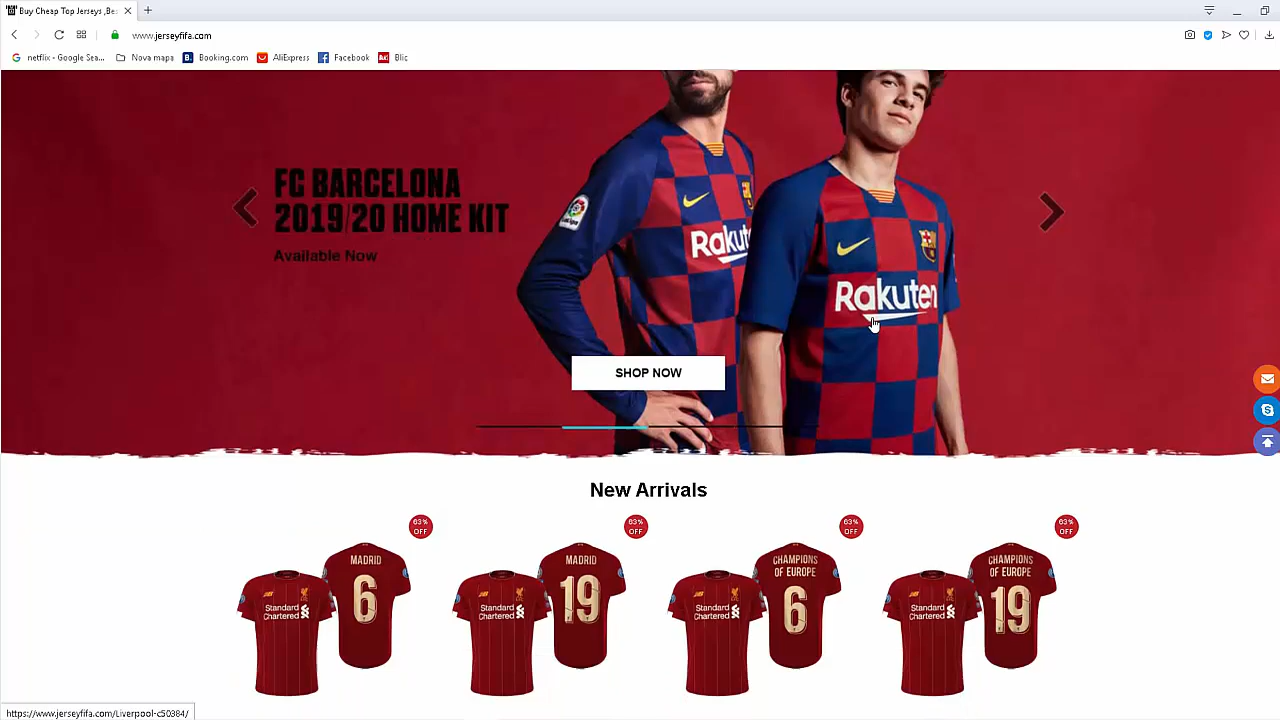 Buy Cheap Top Jerseys ,Be
www.jerseyfifa.com
netflix - Google Sea...
Nova mapa
Booking.com
AliExpress
Facebook
Blic
FC BARCELONA
2019/20 HOME KIT
Available Now
Rakut
Rakuten
SHOP NOW
New Arrivals
63%
OFF
63%
OFF
63%
OFF
63%
OFF
MADRID
6
Standard
Chartered
MADRID
19
Standard
Chartered
CHAMPIONS
OF EUROPE
6
Standard
Chartered
CHAMPIONS
OF EUROPE
19
Standard
Chartered
https://www.jerseyfifa.com/Liverpool-c50384/